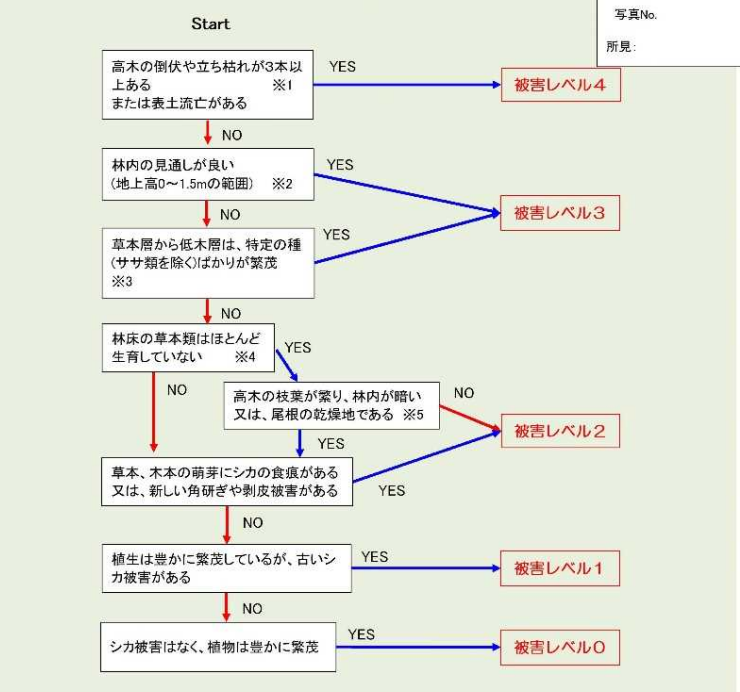 Start
写真No.
所見:
高木の倒伏や立ち枯れが3本以
上ある ※1
または表土流亡がある
YES
被害レベル4
NO
林内の見通しが良い
(地上高0～1.5mの範囲) ※2
YES
被害レベル3
NO
草本層から低木層は、特定の種
(ササ類を除く)ばかりが繁茂
※3
YES
NO
林床の草本類はほとんど
生育していない ※4
YES
NO
高木の枝葉が繁り、林内が暗い
又は、尾根の乾燥地である ※5
NO
被害レベル2
YES
草本、木本の萌芽にシカの食痕がある
又は、新しい角研ぎや剥皮被害がある
YES
NO
植生は豊かに繁茂しているが、古いシ
カ被害がある
YES
被害レベル1
NO
シカ被害はなく、植物は豊かに繁茂
YES
被害レベル0